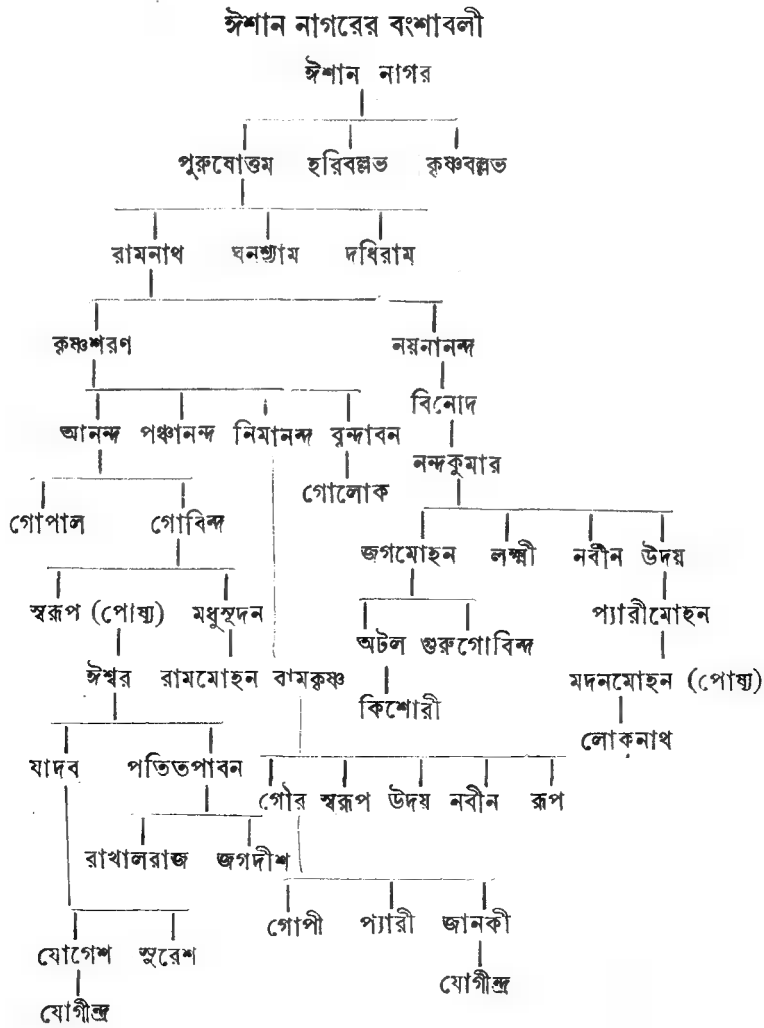 ঈশান নাগরের বংশাবলী
ঈশান নাগর
পুরুষোত্তম হরিবল্লভ কৃষ্ণবল্লভ
রামনাথ ঘনশ্যাম দধিরাম
কৃষ্ণশরণ নয়নানন্দ
বিনোদ
আনন্দ পঞ্চানন্দ নিমানন্দ বৃন্দাবন
নন্দকুমার
গোলোক
গোপাল গোবিন্দ
জগমোহন লক্ষ্মী নবীন উদয়
স্বরূপ (পোষ্য) মধুসূদন প্যারীমোহন
অটল গুরুগোবিন্দ
ঈশ্বর রামমোহন রামকৃষ্ণ মদনমোহন (পোষ্য)
কিশোরী
লোকনাথ
যাদব পতিতপাবন
গৌর স্বরূপ উদয় নবীন রূপ
রাখালরাজ জগদীশ
গোপী প্যারী জানকী
যোগেশ সুরেশ
যোগীন্দ্র
যোগীন্দ্র